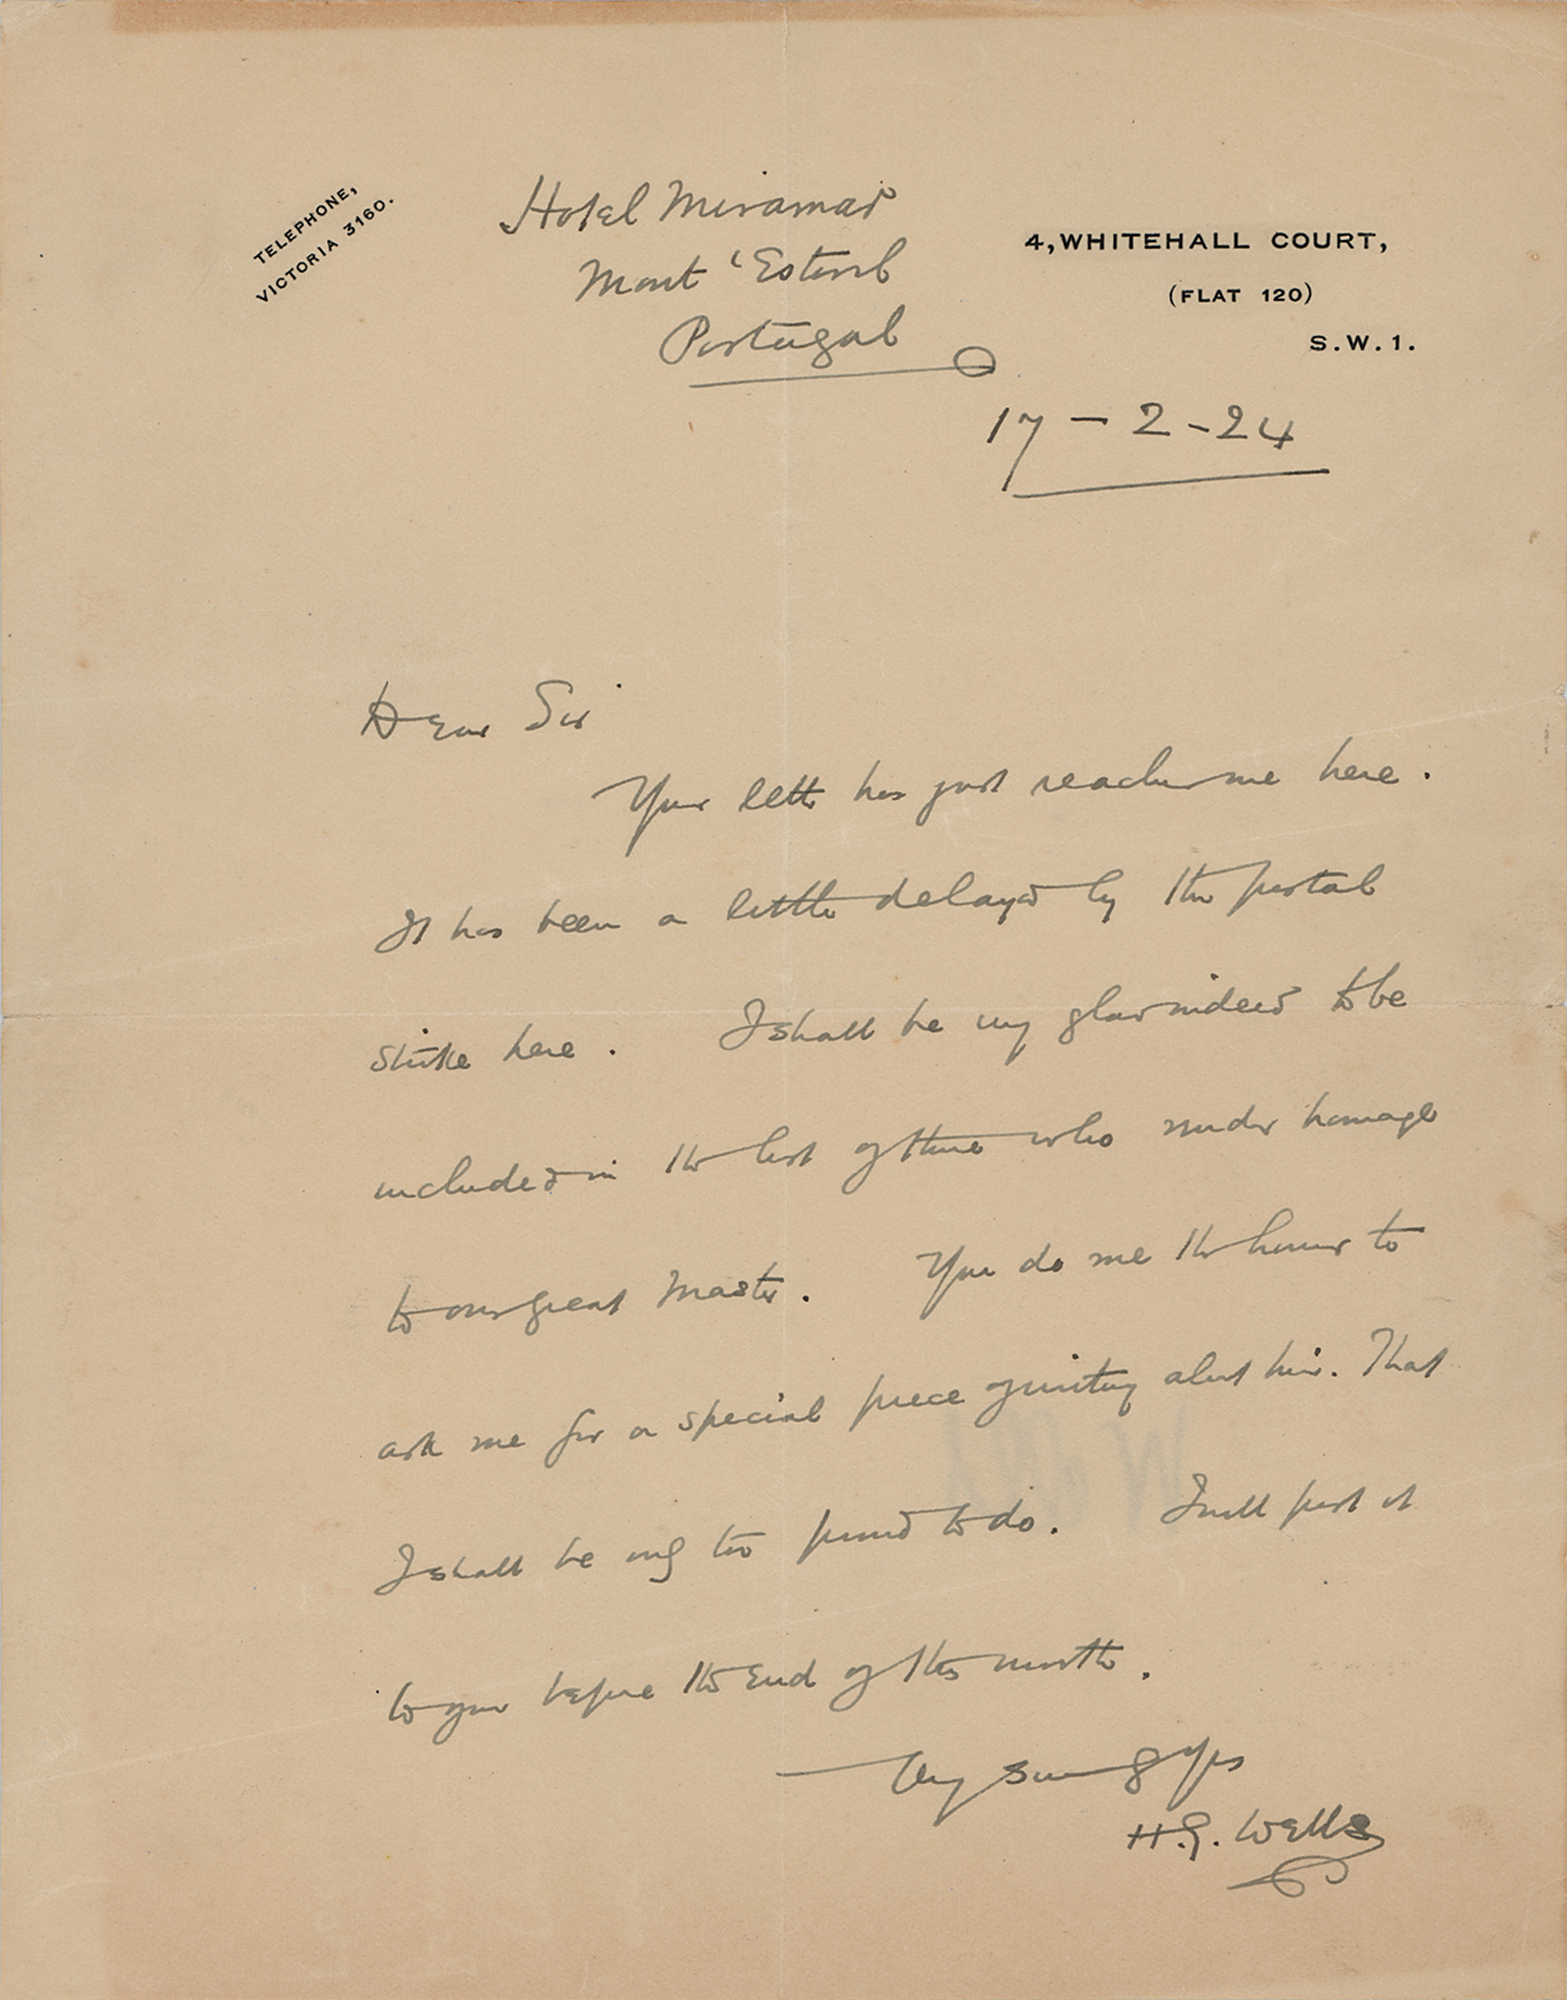 TELEPHONE,
VICTORIA 3160.
Hotel Miramar
Mont 'Estoril
Portugal
4, WHITEHALL COURT,
(FLAT 120)
S.W.1.
17 – 2 – 24
Dear Sir
Your letter has just reached me here.
It has been a little delayed by the postal
strike here. I shall be very glad indeed to be
included in the list of those who render homage
to our great Master. You do me the honour to
ask me for a special piece of writing about him. That
I shall be only too proud to do. I will post it
to you before the end of this month.
Very sincerely yours
H.G. Wells